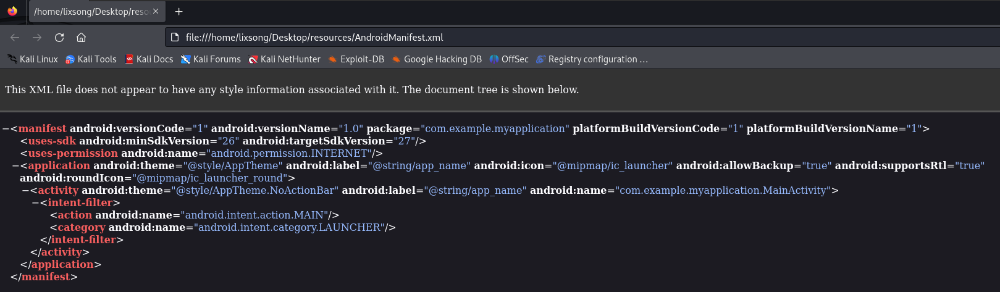 /home/lixsong/Desktop/reso
file:///home/lixsong/Desktop/resources/AndroidManifest.xml
Kali Linux Kali Tools Kali Docs Kali Forums Kali NetHunter Exploit-DB Google Hacking DB OffSec Registry configuration ...
This XML file does not appear to have any style information associated with it. The document tree is shown below.
−<manifest android:versionCode="1" android:versionName="1.0" package="com.example.myapplication" platformBuildVersionCode="1" platformBuildVersionName="1">
<uses-sdk android:minSdkVersion="26" android:targetSdkVersion="27"/>
<uses-permission android:name="android.permission.INTERNET"/>
−<application android:theme="@style/AppTheme" android:label="@string/app_name" android:icon="@mipmap/ic_launcher" android:allowBackup="true" android:supportsRtl="true"
android:roundIcon="@mipmap/ic_launcher_round">
−<activity android:theme="@style/AppTheme.NoActionBar" android:label="@string/app_name" android:name="com.example.myapplication.MainActivity">
−<intent-filter>
<action android:name="android.intent.action.MAIN"/>
<category android:name="android.intent.category.LAUNCHER"/>
</intent-filter>
</activity>
</application>
</manifest>